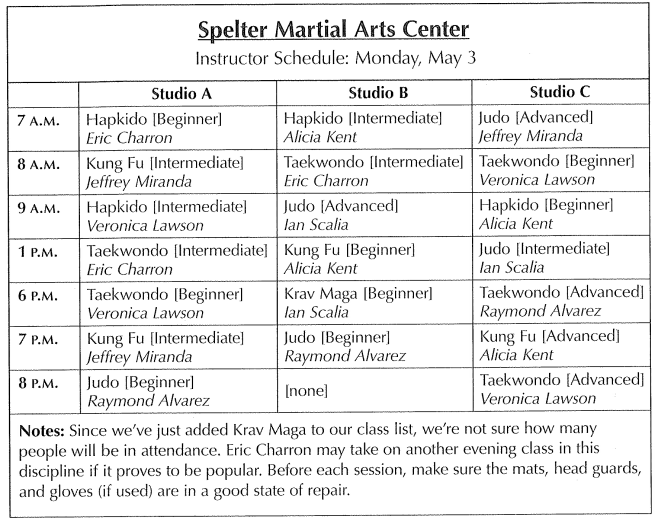 Spelter Martial Arts Center
Instructor Schedule: Monday, May 3
Studio A Studio B Studio C
7 A.M. Hapkido [Beginner] Hapkido [Intermediate] Judo [Advanced]
Eric Charron Alicia Kent Jeffrey Miranda
8 A.M. Kung Fu [Intermediate] Taekwondo [Intermediate] Taekwondo [Beginner]
Jeffrey Miranda Eric Charron Veronica Lawson
9 A.M. Hapkido [Intermediate] Judo [Advanced] Hapkido [Beginner]
Veronica Lawson Ian Scalia Alicia Kent
1 P.M. Taekwondo [Intermediate] Kung Fu [Beginner] Judo [Intermediate]
Eric Charron Alicia Kent Ian Scalia
6 P.M. Taekwondo [Beginner] Krav Maga [Beginner] Taekwondo [Advanced]
Veronica Lawson Ian Scalia Raymond Alvarez
7 P.M. Kung Fu [Intermediate] Judo [Beginner] Kung Fu [Advanced]
Jeffrey Miranda Raymond Alvarez Alicia Kent
8 P.M. Judo [Beginner] [none] Taekwondo [Advanced]
Raymond Alvarez Veronica Lawson
Notes: Since we've just added Krav Maga to our class list, we're not sure how many
people will be in attendance. Eric Charron may take on another evening class in this
discipline if it proves to be popular. Before each session, make sure the mats, head guards,
and gloves (if used) are in a good state of repair.